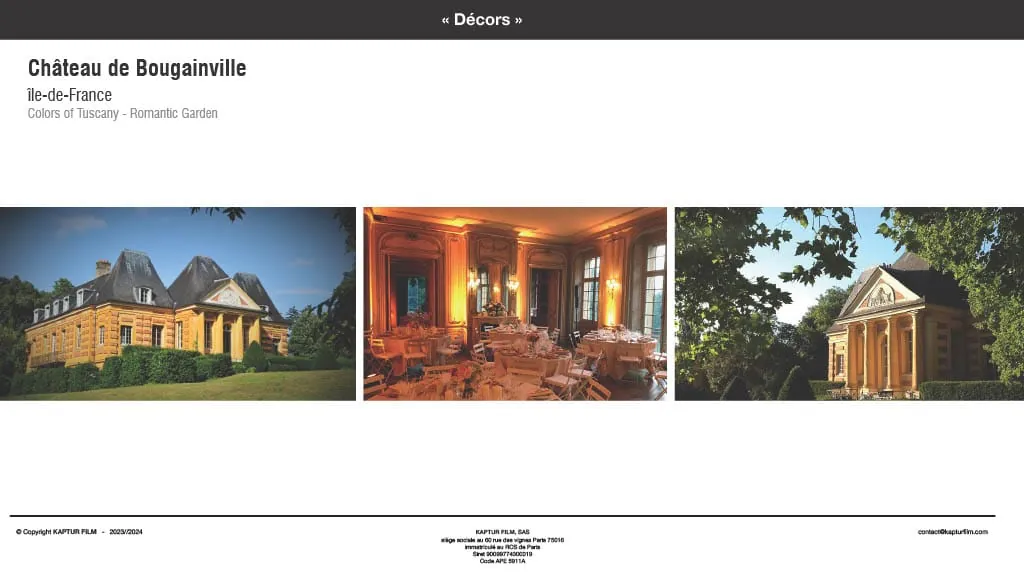 « Décors »
Château de Bougainville
île-de-France
Colors of Tuscany - Romantic Garden
© Copyright KAPTUR FILM - 2023//2024
KAPTUR FILM, SAS
siège sociale au 60 rue des vignes Paris 75016
immatriculé au RCS de Paris
Siret 90099774300019
Code APE 5911A
contact@kapturfilm.com